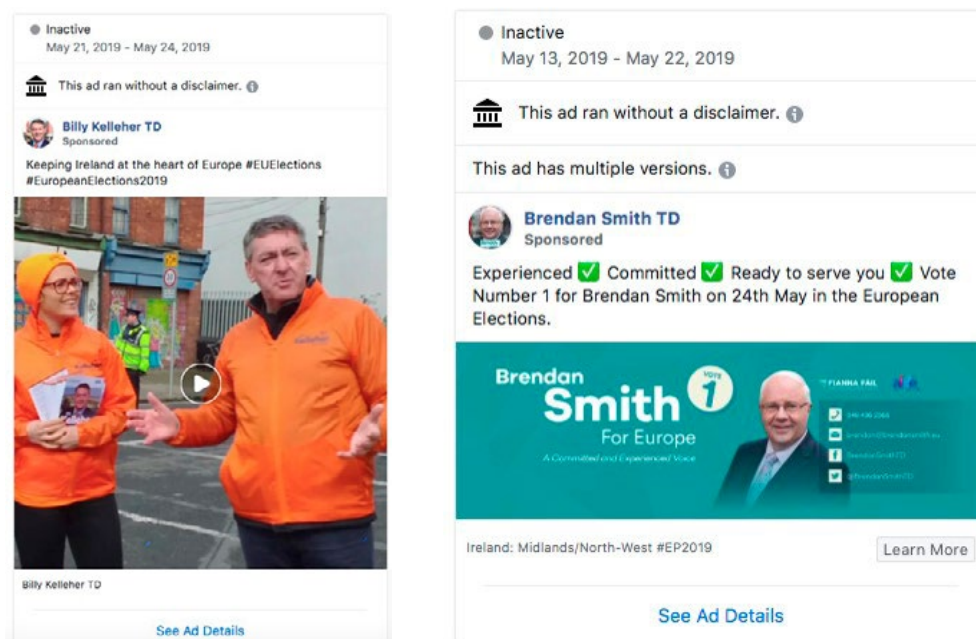 Inactive
May 21, 2019 - May 24, 2019
This ad ran without a disclaimer.
Billy Kelleher TD
Sponsored
Keeping Ireland at the heart of Europe #EUElections
#EuropeanElections2019
Billy Kelleher TD
See Ad Details
Inactive
May 13, 2019 - May 22, 2019
This ad ran without a disclaimer.
This ad has multiple versions.
Brendan Smith TD
Sponsored
Experienced ✅ Committed ✅ Ready to serve you ✅ Vote
Number 1 for Brendan Smith on 24th May in the European
Elections.
Brendan
Smith
VOTE
1
For Europe
A Committed and Experienced Voice
FIANNA FÁIL
BrendanSmithTD
@BrendanSmithTD
Ireland: Midlands/North-West #EP2019
Learn More
See Ad Details